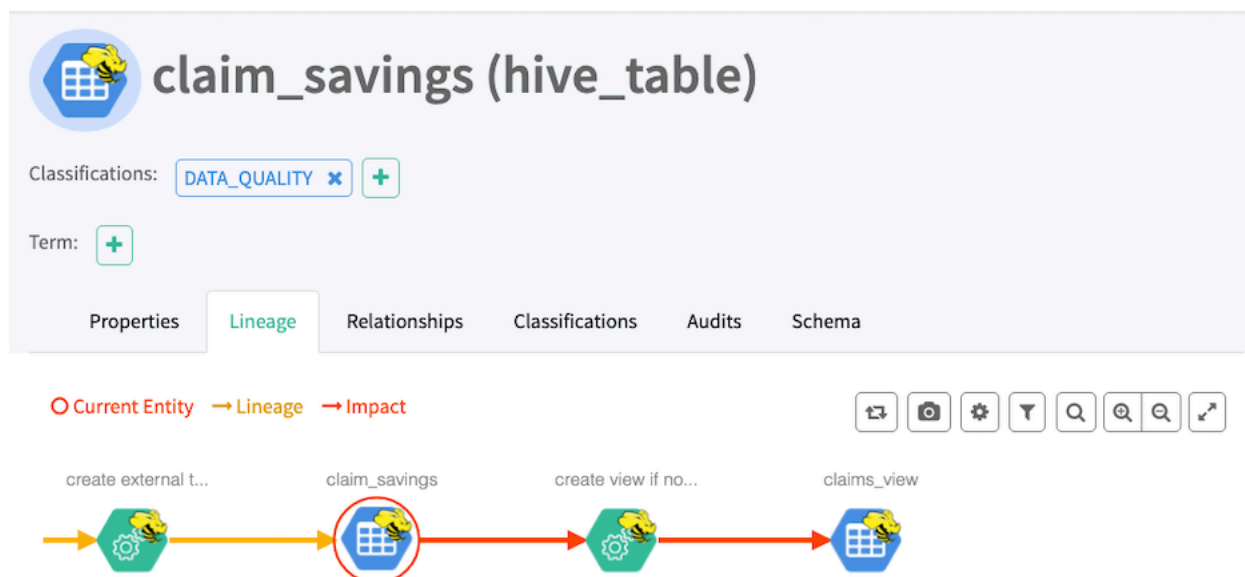 claim_savings (hive_table)
Classifications: DATA_QUALITY
Term:
Properties Lineage Relationships Classifications Audits Schema
Current Entity Lineage Impact
create external t... claim_savings create view if no... claims_view